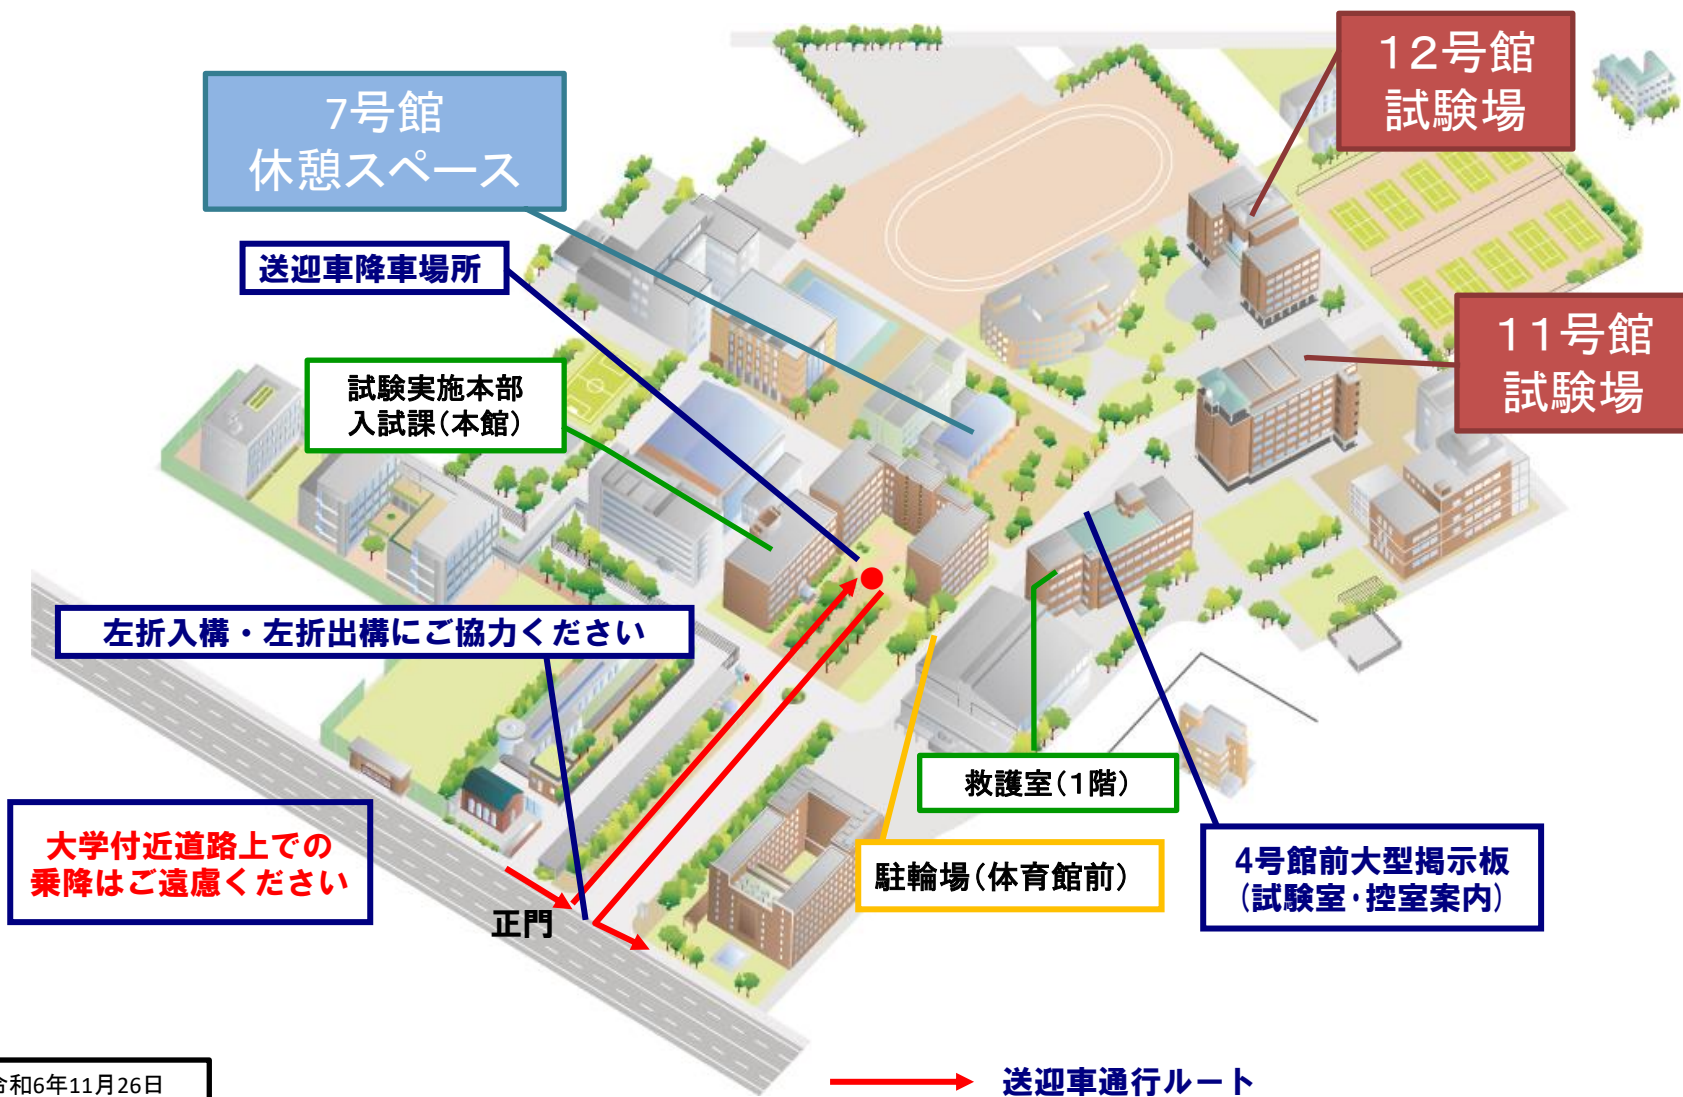 12号館
試験場
7号館
休憩スペース
送迎車降車場所
11号館
試験場
試験実施本部
入試課(本館)
左折入構・左折出構にご協力ください
救護室(1階)
大学付近道路上での
乗降はご遠慮ください
駐輪場(体育館前)
4号館前大型掲示板
(試験室・控室案内)
正門
令和6年11月26日
送迎車通行ルート